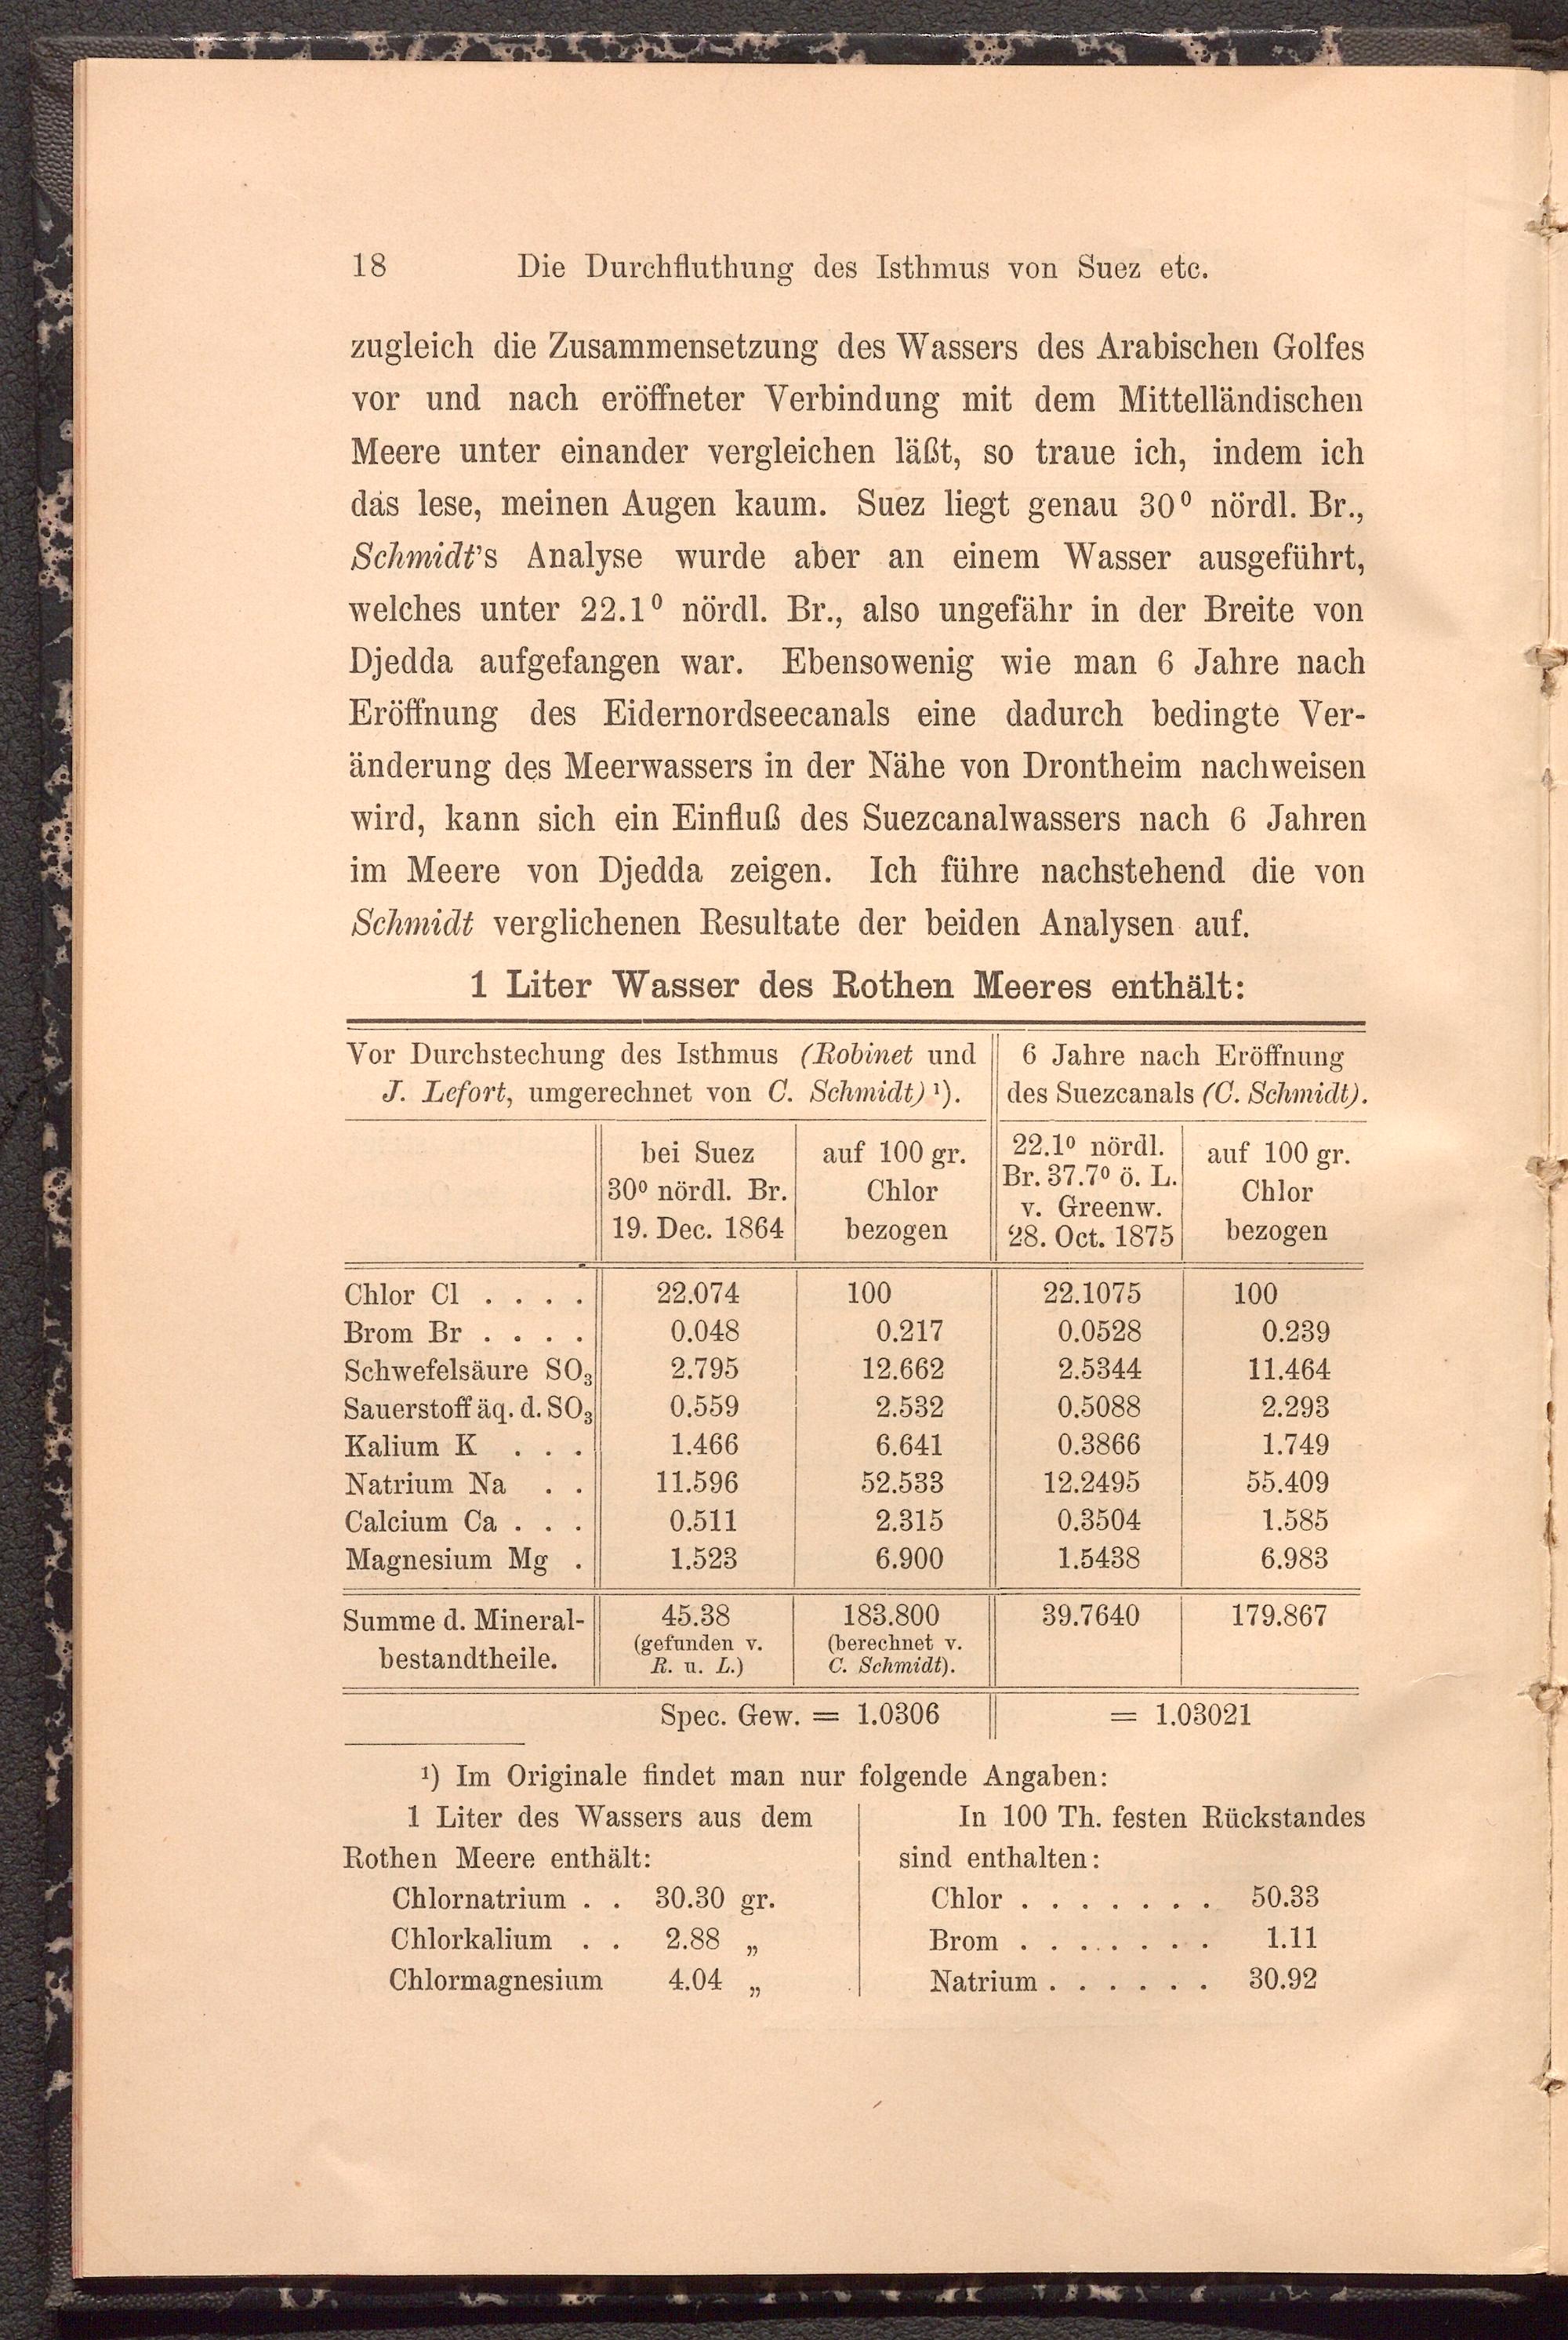 18 Die Durchfluthung des Isthmus von Suez etc.
zugleich die Zusammensetzung des Wassers des Arabischen Golfes
vor und nach eröffneter Verbindung mit dem Mittelländischen
Meere unter einander vergleichen läßt, so traue ich, indem ich
das lese, meinen Augen kaum. Suez liegt genau 30⁰ nördl. Br.,
Schmidt's Analyse wurde aber an einem Wasser ausgeführt,
welches unter 22.1⁰ nördl. Br., also ungefähr in der Breite von
Djedda aufgefangen war. Ebensowenig wie man 6 Jahre nach
Eröffnung des Eidernordseecanals eine dadurch bedingte Ver-
änderung des Meerwassers in der Nähe von Drontheim nachweisen
wird, kann sich ein Einfluß des Suezcanalwassers nach 6 Jahren
im Meere von Djedda zeigen. Ich führe nachstehend die von
Schmidt verglichenen Resultate der beiden Analysen auf.
1 Liter Wasser des Rothen Meeres enthält:
Vor Durchstechung des Isthmus (Robinet und
J. Lefort, umgerechnet von C. Schmidt) ¹).
6 Jahre nach Eröffnung
des Suezcanals (C. Schmidt).
bei Suez
30⁰ nördl. Br.
19. Dec. 1864
auf 100 gr.
Chlor
bezogen
22.1⁰ nördl.
Br. 37.7⁰ ö. L.
v. Greenw.
28. Oct. 1875
auf 100 gr.
Chlor
bezogen
Chlor Cl . . . . 22.074 100 22.1075 100
Brom Br . . . . 0.048 0.217 0.0528 0.239
Schwefelsäure SO₃ 2.795 12.662 2.5344 11.464
Sauerstoff äq. d. SO₃ 0.559 2.532 0.5088 2.293
Kalium K . . . 1.466 6.641 0.3866 1.749
Natrium Na . . 11.596 52.533 12.2495 55.409
Calcium Ca . . . 0.511 2.315 0.3504 1.585
Magnesium Mg . 1.523 6.900 1.5438 6.983
Summe d. Mineral-
bestandtheile.
45.38
(gefunden v.
R. u. L.)
183.800
(berechnet v.
C. Schmidt).
39.7640 179.867
Spec. Gew. = 1.0306 = 1.03021
¹) Im Originale findet man nur folgende Angaben:
1 Liter des Wassers aus dem
Rothen Meere enthält:
Chlornatrium . . 30.30 gr.
Chlorkalium . . 2.88 „
Chlormagnesium 4.04 „
In 100 Th. festen Rückstandes
sind enthalten:
Chlor . . . . . . . 50.33
Brom . . . . . . . 1.11
Natrium . . . . . . 30.92